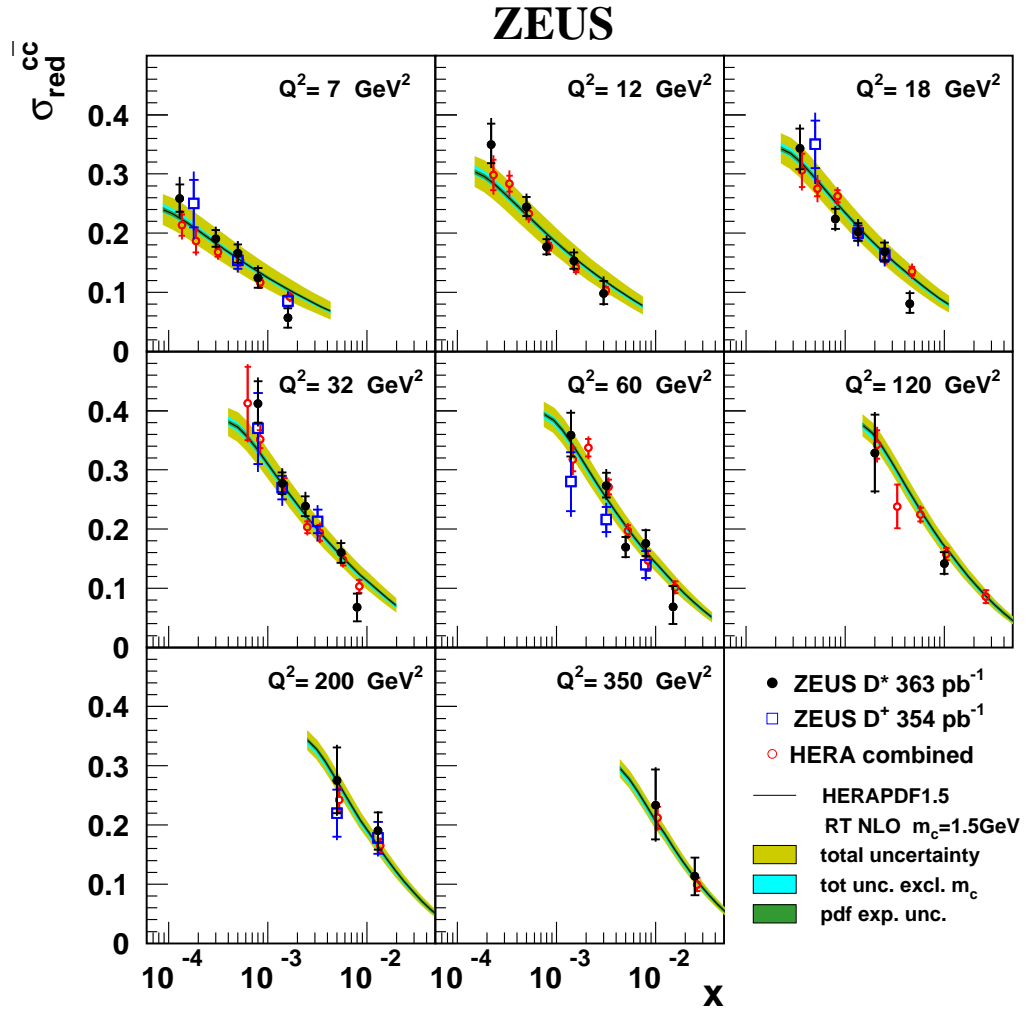 ZEUS
σ_red^cc̄
Q²= 7 GeV²
Q²= 12 GeV²
Q²= 18 GeV²
0.4
0.3
0.2
0.1
0
Q²= 32 GeV²
Q²= 60 GeV²
Q²= 120 GeV²
0.4
0.3
0.2
0.1
0
Q²= 200 GeV²
Q²= 350 GeV²
0.4
0.3
0.2
0.1
0
ZEUS D* 363 pb⁻¹
ZEUS D⁺ 354 pb⁻¹
HERA combined
HERAPDF1.5
RT NLO m_c=1.5GeV
total uncertainty
tot unc. excl. m_c
pdf exp. unc.
10⁻⁴ 10⁻³ 10⁻² 10⁻⁴ 10⁻³ 10⁻²
x